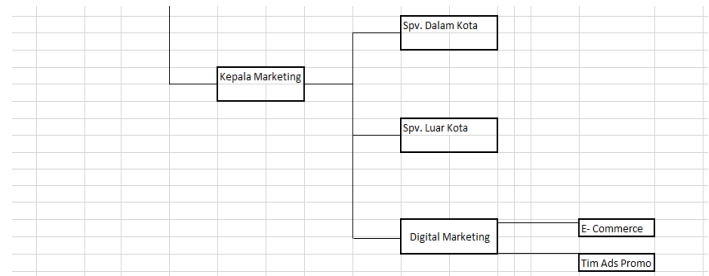 Spv. Dalam Kota
Kepala Marketing
Spv. Luar Kota
Digital Marketing
E- Commerce
Tim Ads Promo